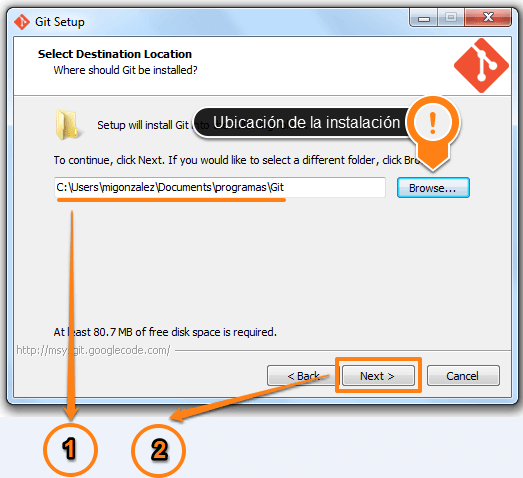 Git Setup
Select Destination Location
Where should Git be installed?
Setup will install Git
Ubicación de la instalación
!
To continue, click Next. If you would like to select a different folder, click
C:\Users\migonzalez\Documents\programas\Git
Browse...
At least 80.7 MB of free disk space is required.
http://msysgit.googlecode.com/
< Back
Next >
Cancel
1
2